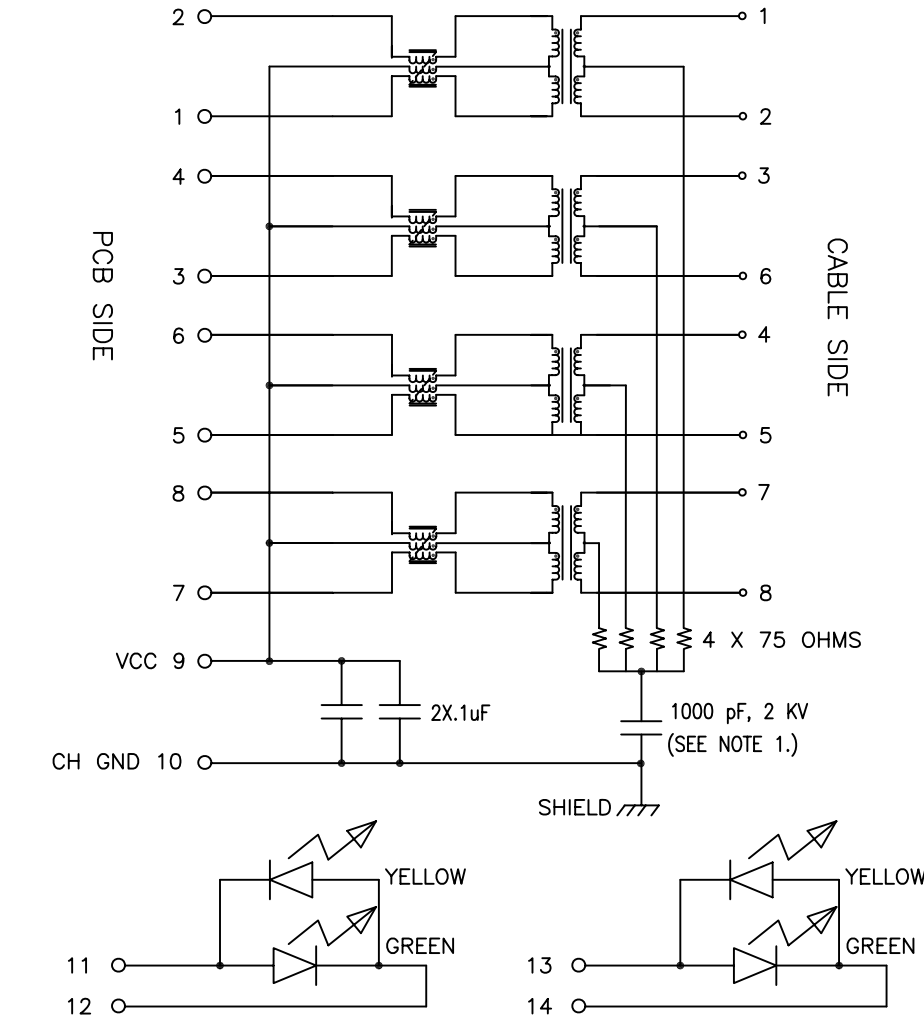 2
1
1
2
4
3
3
6
PCB SIDE
CABLE SIDE
6
4
5
5
8
7
7
8
4 X 75 OHMS
VCC 9
2X.1uF
1000 pF, 2 KV
(SEE NOTE 1.)
CH GND 10
SHIELD
YELLOW
GREEN
11
12
YELLOW
GREEN
13
14